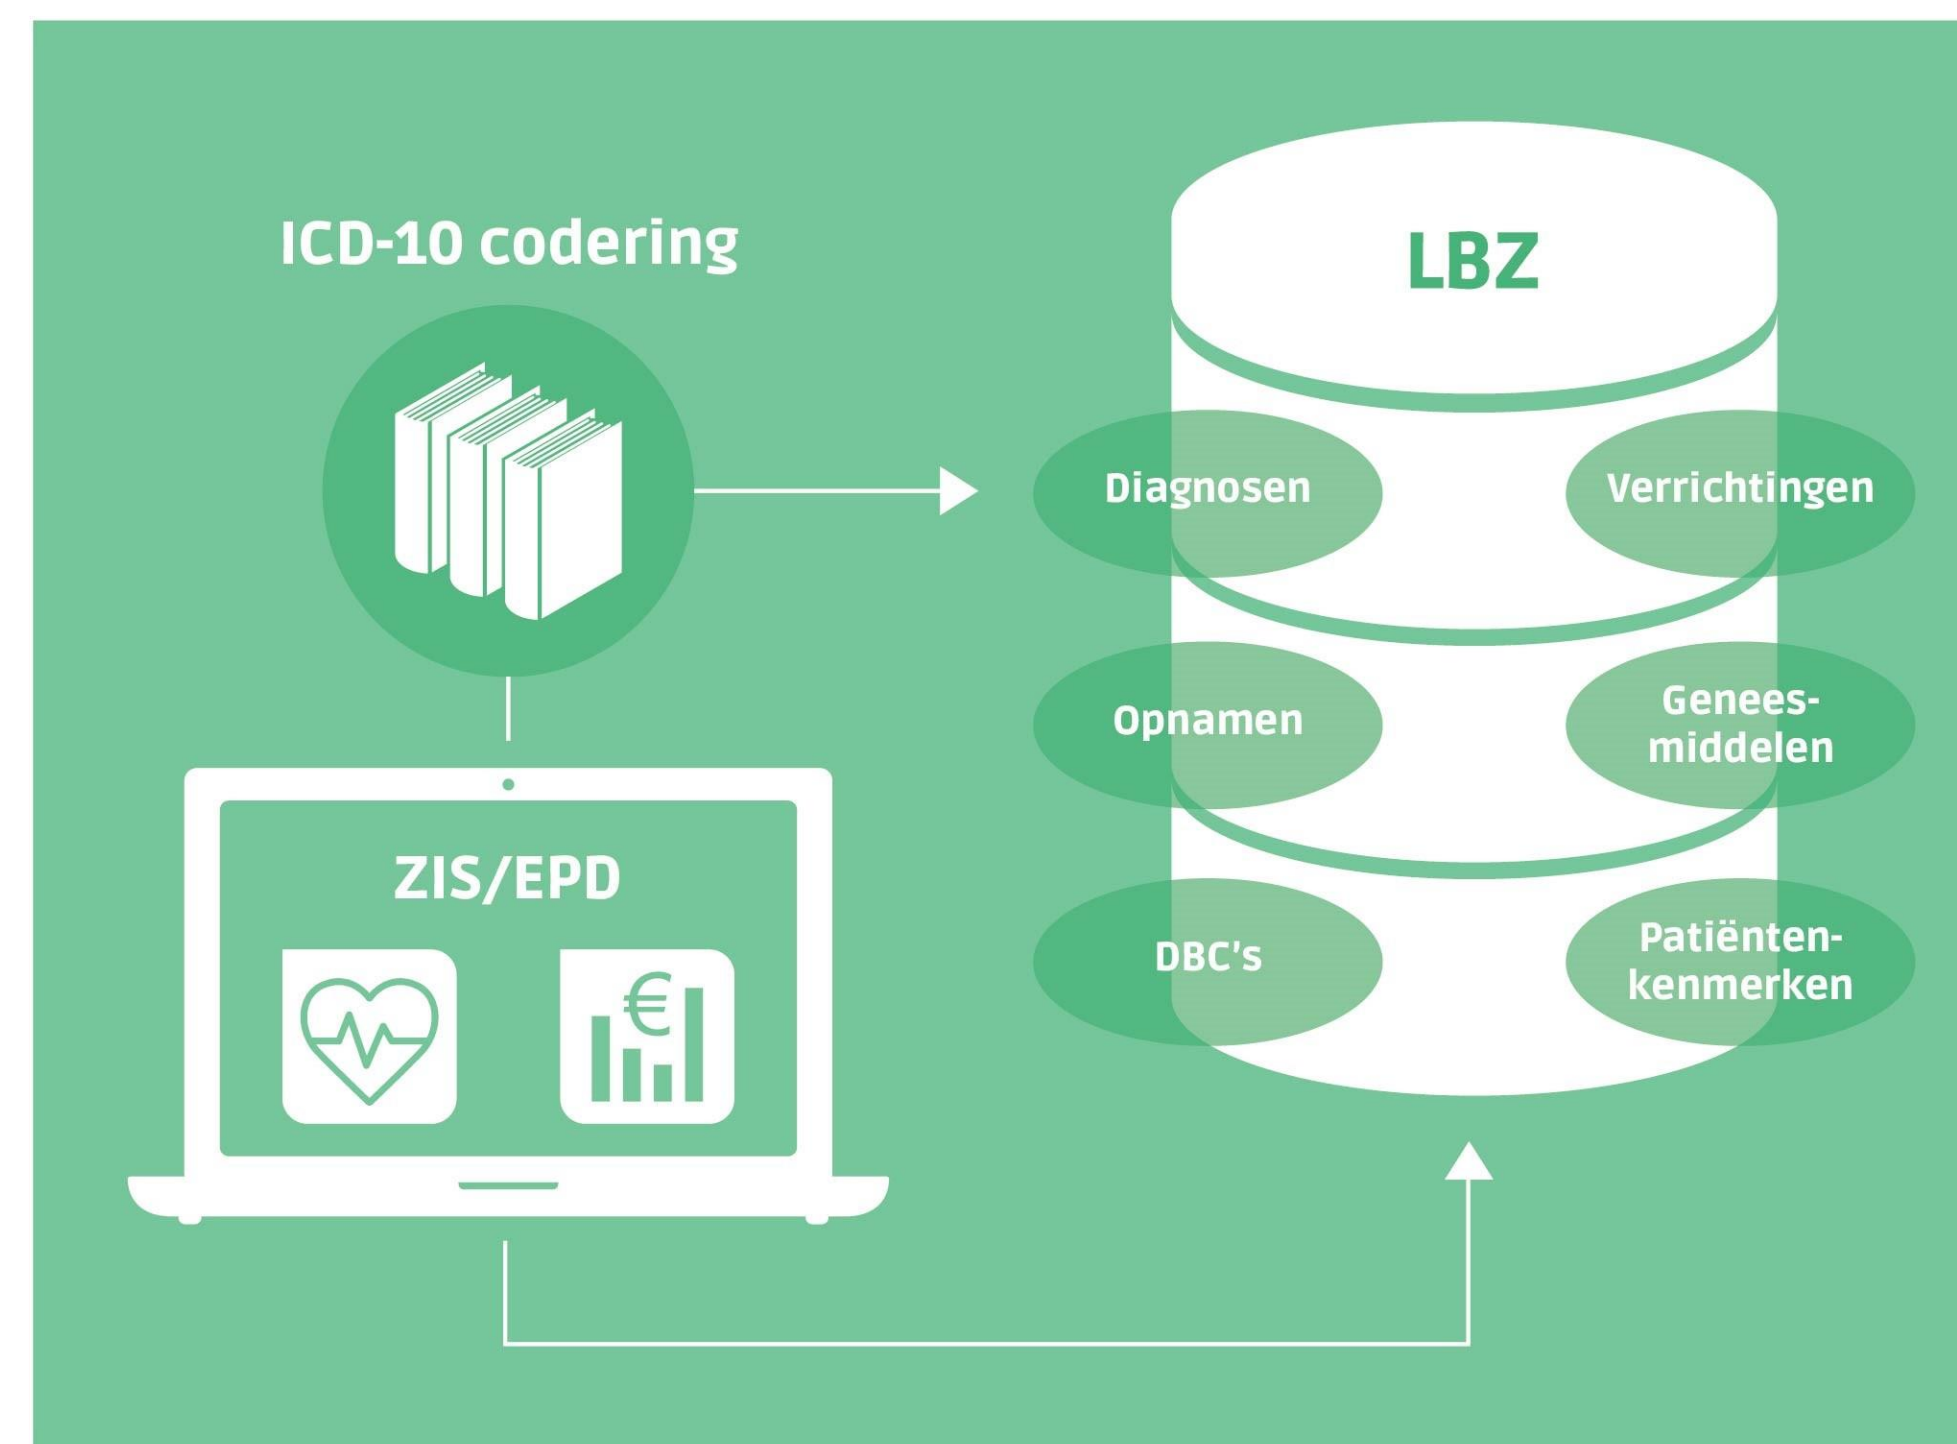 ICD-10 codering
LBZ
Diagnosen
Verrichtingen
Opnamen
Genees-
middelen
ZIS/EPD
€
DBC's
Patiënten-
kenmerken